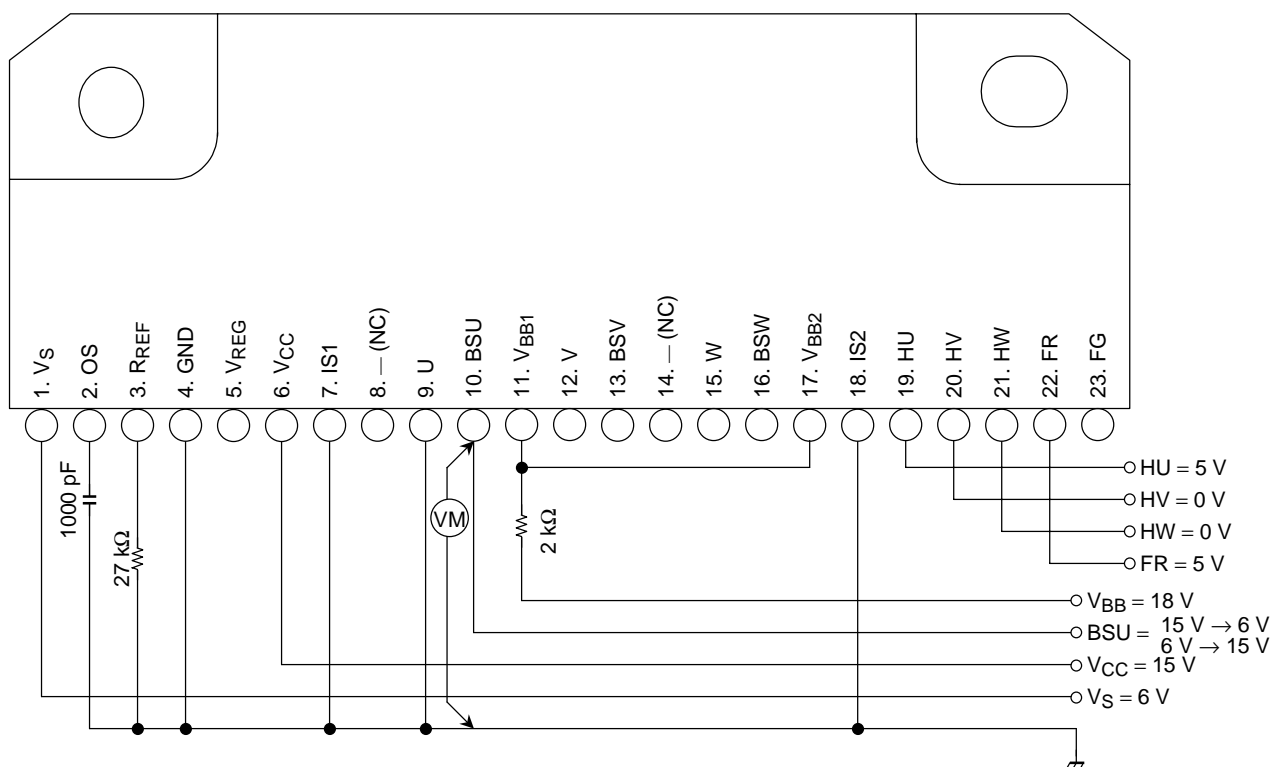 1. VS
2. OS
3. RREF
4. GND
5. VREG
6. VCC
7. IS1
8. — (NC)
9. U
10. BSU
11. VBB1
12. V
13. BSV
14. — (NC)
15. W
16. BSW
17. VBB2
18. IS2
19. HU
20. HV
21. HW
22. FR
23. FG
1000 pF
27 kΩ
VM
2 kΩ
HU = 5 V
HV = 0 V
HW = 0 V
FR = 5 V
VBB = 18 V
BSU = 15 V → 6 V
6 V → 15 V
VCC = 15 V
VS = 6 V